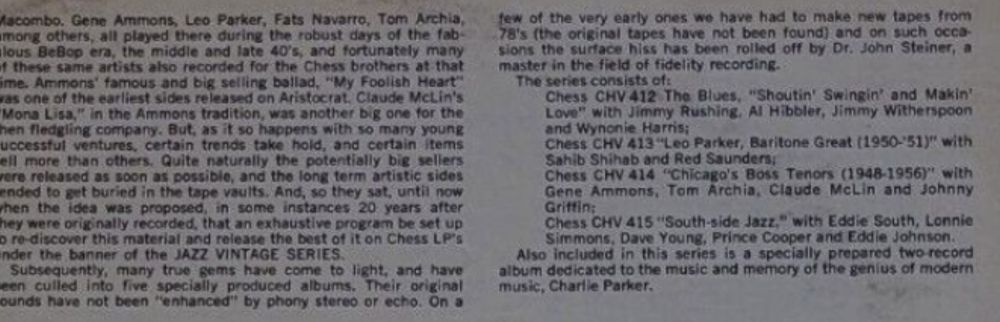 Macombo. Gene Ammons, Leo Parker, Fats Navarro, Tom Archia,
among others, all played there during the robust days of the fab-
ulous BeBop era, the middle and late 40's, and fortunately many
of these same artists also recorded for the Chess brothers at that
time. Ammons' famous and big selling ballad, "My Foolish Heart"
was one of the earliest sides released on Aristocrat. Claude McLin's
"Mona Lisa," in the Ammons tradition, was another big one for the
then fledgling company. But, as it so happens with so many young
successful ventures, certain trends take hold, and certain items
sell more than others. Quite naturally the potentially big sellers
were released as soon as possible, and the long term artistic sides
tended to get buried in the tape vaults. And, so they sat, until now
when the idea was proposed, in some instances 20 years after
they were originally recorded, that an exhaustive program be set up
to re-discover this material and release the best of it on Chess LP's
under the banner of the JAZZ VINTAGE SERIES.
Subsequently, many true gems have come to light, and have
been culled into five specially produced albums. Their original
sounds have not been "enhanced" by phony stereo or echo. On a
few of the very early ones we have had to make new tapes from
78's (the original tapes have not been found) and on such occa-
sions the surface hiss has been rolled off by Dr. John Steiner, a
master in the field of fidelity recording.
The series consists of:
Chess CHV 412 The Blues, "Shoutin' Swingin' and Makin'
Love" with Jimmy Rushing, Al Hibbler, Jimmy Witherspoon
and Wynonie Harris;
Chess CHV 413 "Leo Parker, Baritone Great (1950-'51)" with
Sahib Shihab and Red Saunders;
Chess CHV 414 "Chicago's Boss Tenors (1948-1956)" with
Gene Ammons, Tom Archia, Claude McLin and Johnny
Griffin;
Chess CHV 415 "South-side Jazz," with Eddie South, Lonnie
Simmons, Dave Young, Prince Cooper and Eddie Johnson.
Also included in this series is a specially prepared two-record
album dedicated to the music and memory of the genius of modern
music, Charlie Parker.